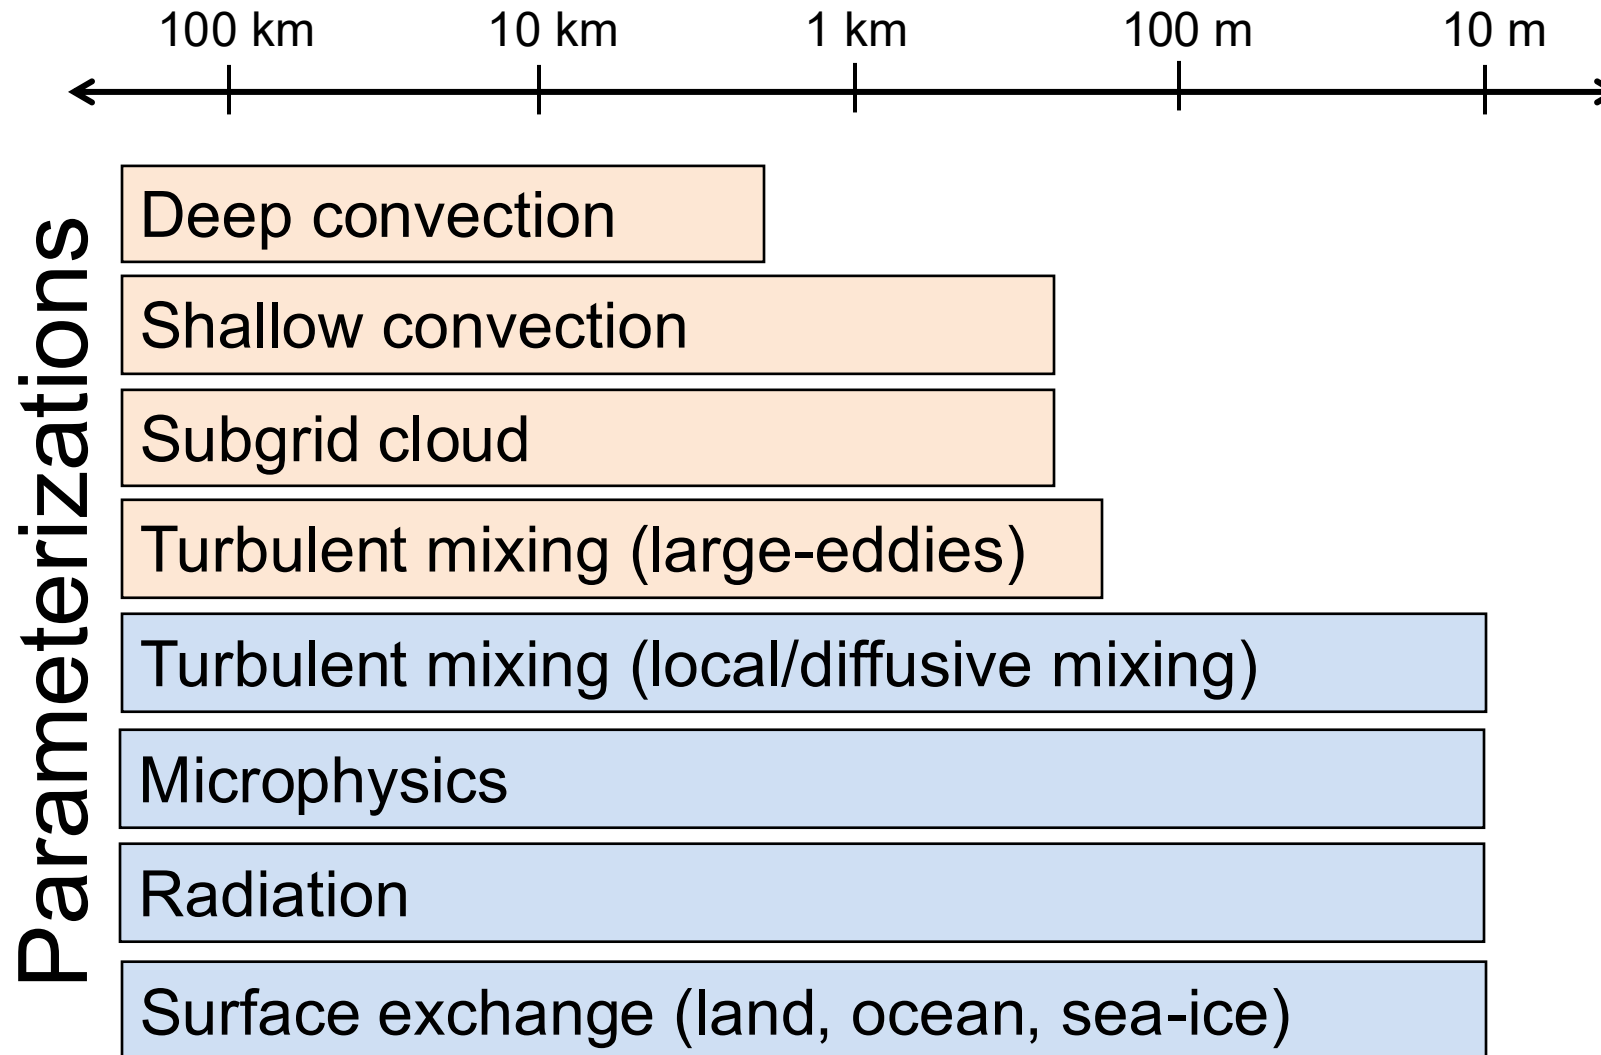 100 km 10 km 1 km 100 m 10 m
Parameterizations
Deep convection
Shallow convection
Subgrid cloud
Turbulent mixing (large-eddies)
Turbulent mixing (local/diffusive mixing)
Microphysics
Radiation
Surface exchange (land, ocean, sea-ice)